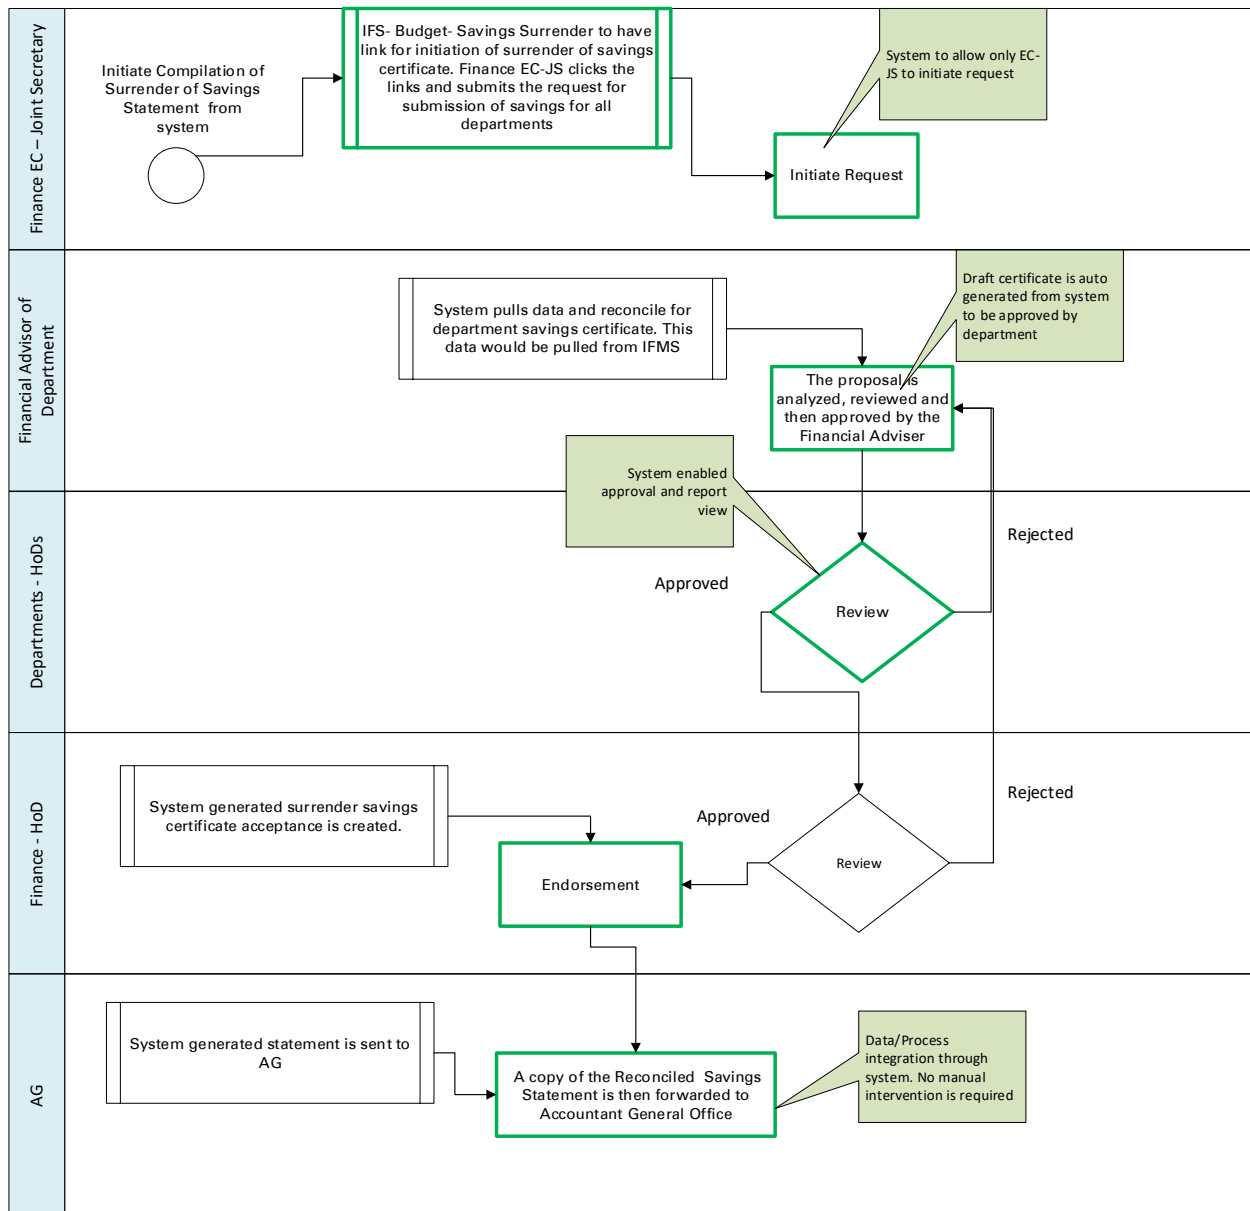 Finance EC – Joint Secretary
Initiate Compilation of
Surrender of Savings
Statement from
system
IFS- Budget- Savings Surrender to have
link for initiation of surrender of savings
certificate. Finance EC-JS clicks the
links and submits the request for
submission of savings for all
departments
System to allow only EC-
JS to initiate request
Initiate Request
Financial Advisor of
Department
System pulls data and reconcile for
department savings certificate. This
data would be pulled from IFMS
Draft certificate is auto
generated from system
to be approved by
department
The proposal is
analyzed, reviewed and
then approved by the
Financial Adviser
System enabled
approval and report
view
Departments - HoDs
Rejected
Approved
Review
Finance - HoD
System generated surrender savings
certificate acceptance is created.
Rejected
Approved
Review
Endorsement
AG
System generated statement is sent to
AG
A copy of the Reconciled Savings
Statement is then forwarded to
Accountant General Office
Data/Process
integration through
system. No manual
intervention is required